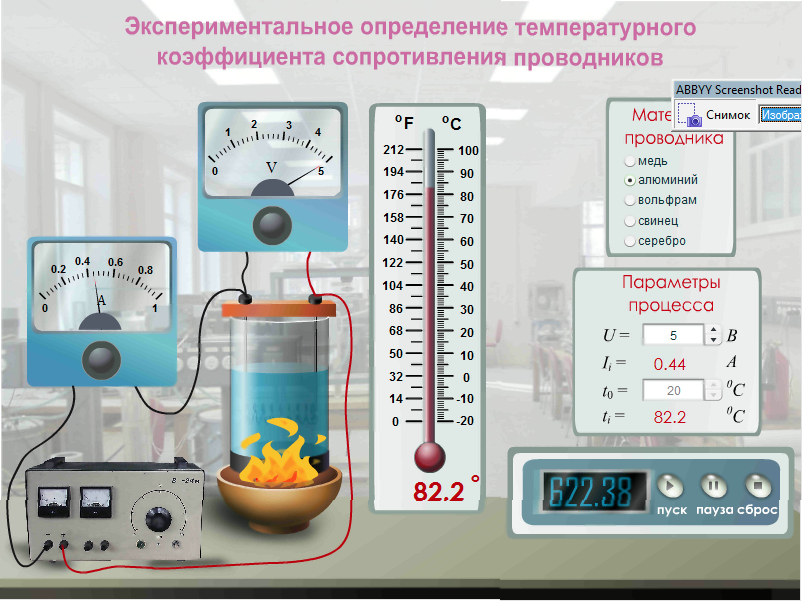 Экспериментальное определение температурного
коэффициента сопротивления проводников
ABBYY Screenshot Read
Снимок
Изобра
проводника
медь
алюминий
вольфрам
свинец
серебро
0 1 2 3 4 5
V
0 0.2 0.4 0.6 0.8 1
A
°F °C
212 100
194 90
176 80
158 70
140 60
122 50
104 40
86 30
68 20
50 10
32 0
14 -10
0 -20
82.2°
Параметры
процесса
U = 5 В
Ii = 0.44 А
t0 = 20 ⁰C
ti = 82.2 ⁰C
622.38
пуск пауза сброс